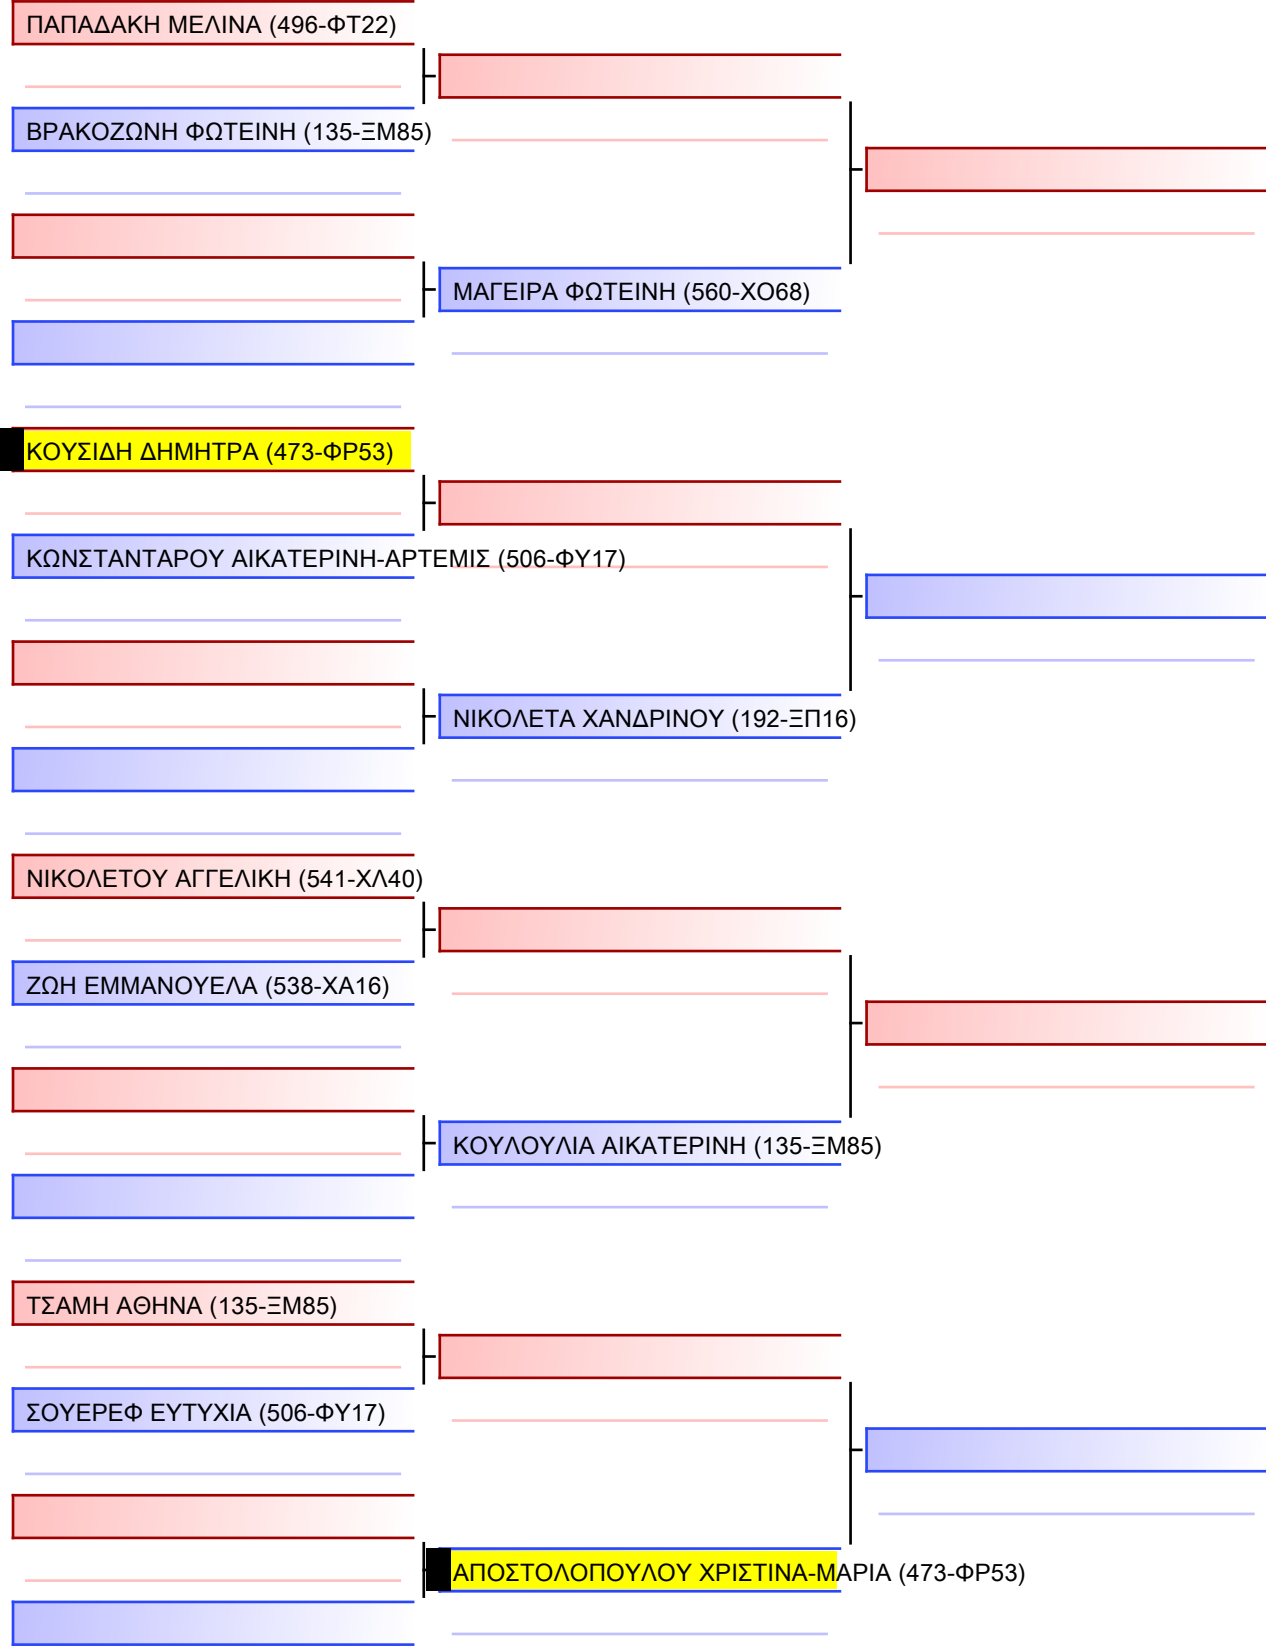 ΠΑΠΑΔΑΚΗ ΜΕΛΙΝΑ (496-ΦΤ22)
ΒΡΑΚΟΖΩΝΗ ΦΩΤΕΙΝΗ (135-ΞΜ85)
ΜΑΓΕΙΡΑ ΦΩΤΕΙΝΗ (560-ΧΟ68)
ΚΟΥΣΙΔΗ ΔΗΜΗΤΡΑ (473-ΦΡ53)
ΚΩΝΣΤΑΝΤΑΡΟΥ ΑΙΚΑΤΕΡΙΝΗ-ΑΡΤΕΜΙΣ (506-ΦΥ17)
ΝΙΚΟΛΕΤΑ ΧΑΝΔΡΙΝΟΥ (192-ΞΠ16)
ΝΙΚΟΛΕΤΟΥ ΑΓΓΕΛΙΚΗ (541-ΧΛ40)
ΖΩΗ ΕΜΜΑΝΟΥΕΛΑ (538-ΧΑ16)
ΚΟΥΛΟΥΛΙΑ ΑΙΚΑΤΕΡΙΝΗ (135-ΞΜ85)
ΤΣΑΜΗ ΑΘΗΝΑ (135-ΞΜ85)
ΣΟΥΕΡΕΦ ΕΥΤΥΧΙΑ (506-ΦΥ17)
ΑΠΟΣΤΟΛΟΠΟΥΛΟΥ ΧΡΙΣΤΙΝΑ-ΜΑΡΙΑ (473-ΦΡ53)